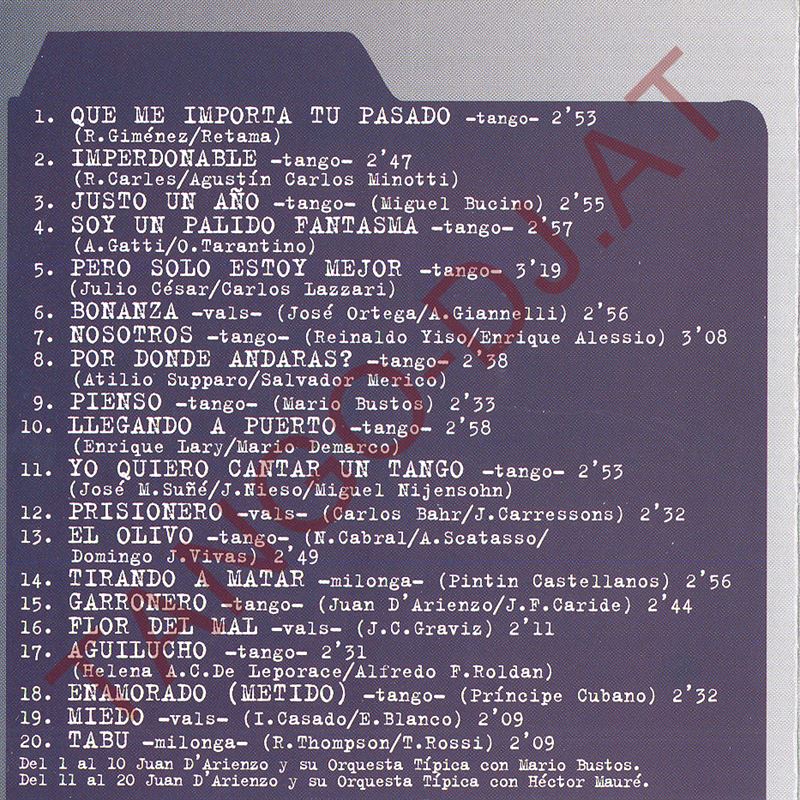 1. QUE ME IMPORTA TU PASADO -tango- 2'53
(R.Giménez/Retama)
2. IMPERDONABLE -tango- 2'47
(R.Carles/Agustín Carlos Minotti)
3. JUSTO UN AÑO -tango- (Miguel Bucino) 2'55
4. SOY UN PALIDO FANTASMA -tango- 2'57
(A.Gatti/O.Tarantino)
5. PERO SOLO ESTOY MEJOR -tango- 3'19
(Julio César/Carlos Lazzari)
6. BONANZA -vals- (José Ortega/A.Giannelli) 2'56
7. NOSOTROS -tango- (Reinaldo Yiso/Enrique Alessio) 3'08
8. POR DONDE ANDARAS? -tango- 2'38
(Atilio Supparo/Salvador Merico)
9. PIENSO -tango- (Mario Bustos) 2'33
10. LLEGANDO A PUERTO -tango- 2'58
(Enrique Lary/Mario Demarco)
11. YO QUIERO CANTAR UN TANGO -tango- 2'53
(José M.Suñé/J.Nieso/Miguel Nijensohn)
12. PRISIONERO -vals- (Carlos Bahr/J.Carressons) 2'32
13. EL OLIVO -tango- (N.Cabral/A.Scatasso/
Domingo J.Vivas) 2'49
14. TIRANDO A MATAR -milonga- (Pintin Castellanos) 2'56
15. GARRONERO -tango- (Juan D'Arienzo/J.F.Caride) 2'44
16. FLOR DEL MAL -vals- (J.C.Graviz) 2'11
17. AGUILUCHO -tango- 2'31
(Helena A.C.De Leporace/Alfredo F.Roldan)
18. ENAMORADO (METIDO) -tango- (Príncipe Cubano) 2'32
19. MIEDO -vals- (I.Casado/E.Blanco) 2'09
20. TABU -milonga- (R.Thompson/T.Rossi) 2'09
Del 1 al 10 Juan D'Arienzo y su Orquesta Típica con Mario Bustos.
Del 11 al 20 Juan D'Arienzo y su Orquesta Típica con Héctor Mauré.
TANGO-DJ.AT